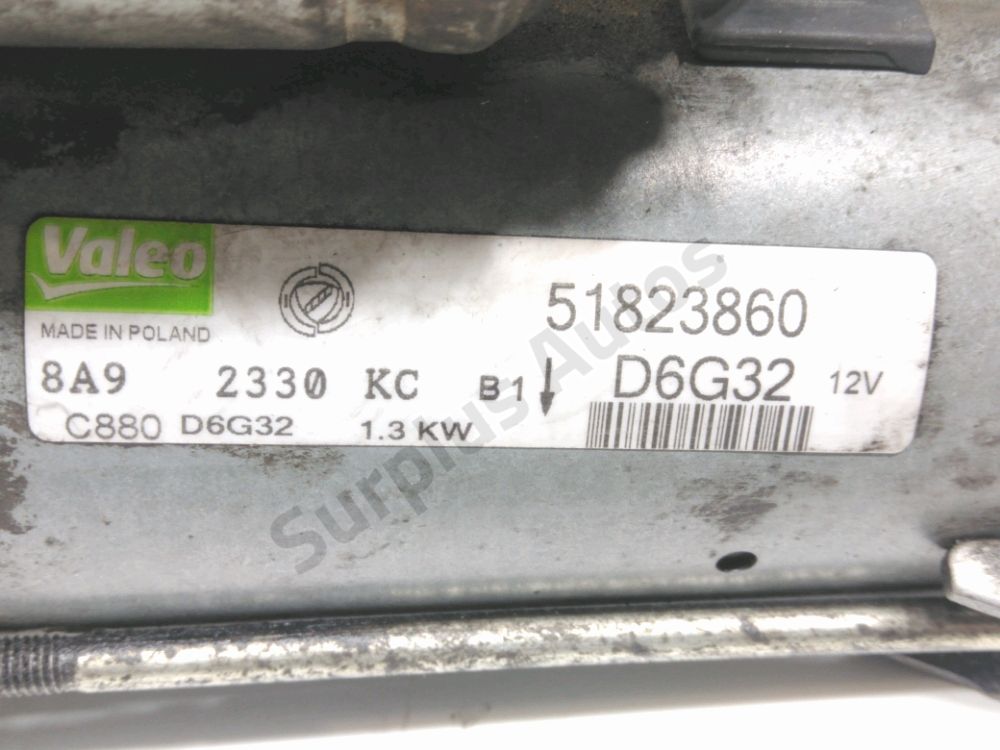 Valeo
MADE IN POLAND
51823860
8A9 2330 KC B1 D6G32 12V
C880 D6G32 1.3 KW
Surplus Autos